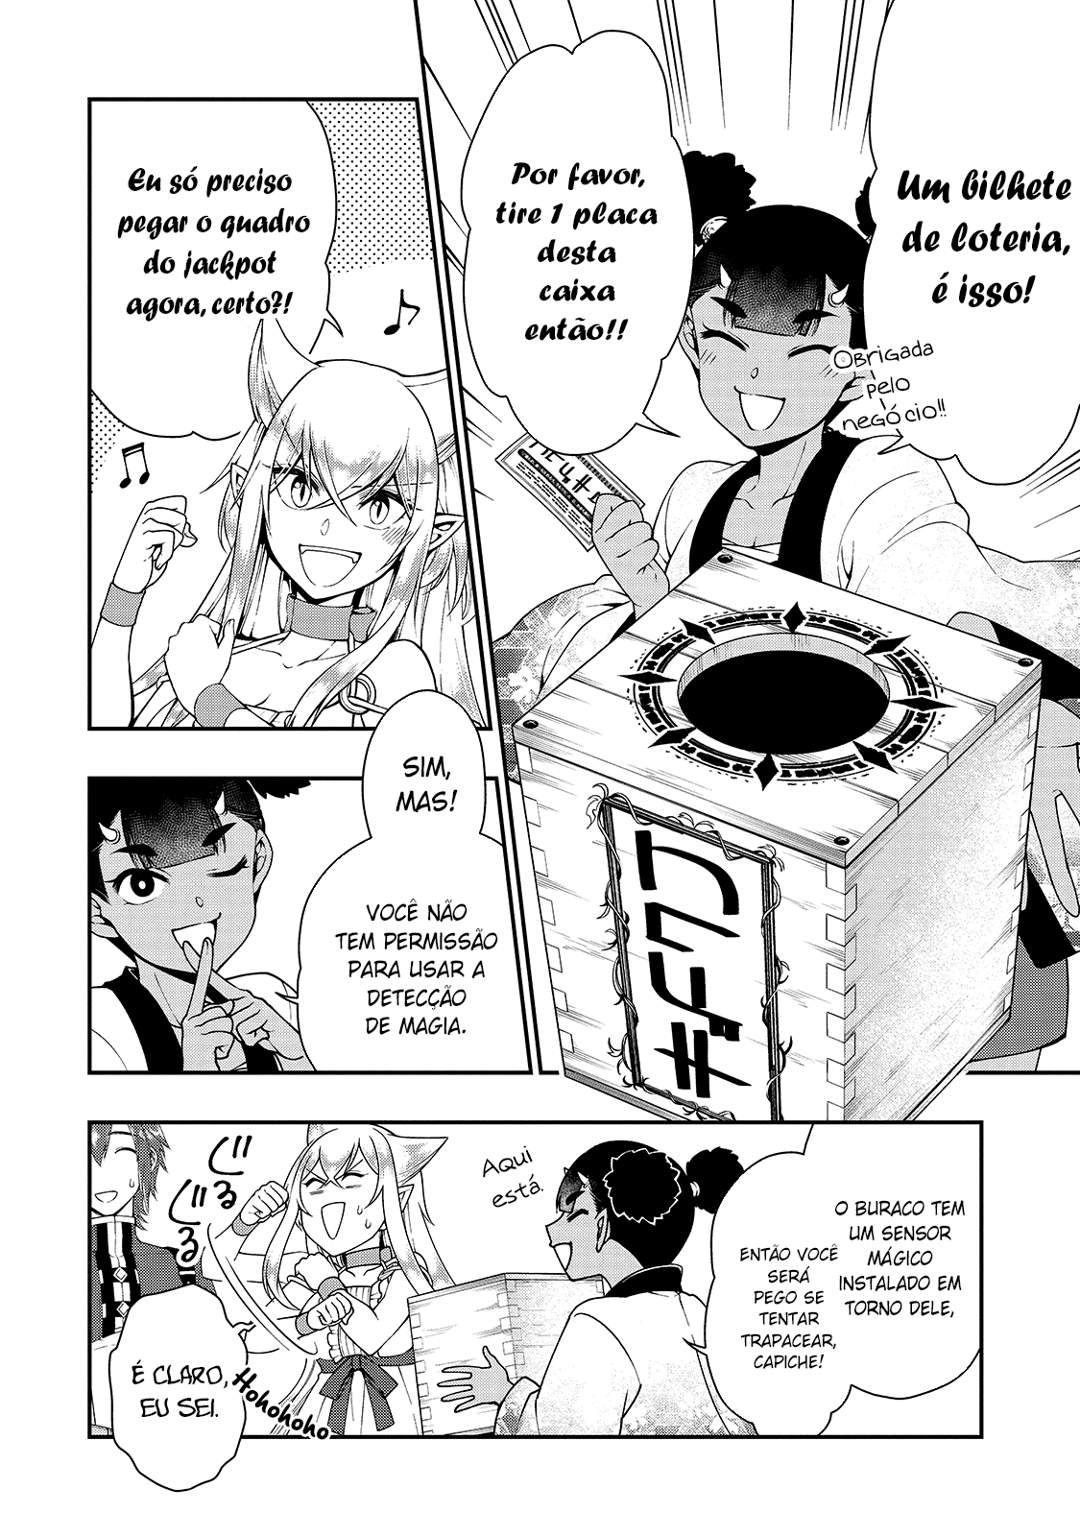 Um bilhete
de loteria,
é isso!
Obrigada
pelo
negócio!!
Por favor,
tire 1 placa
desta
caixa
então!!
Eu só preciso
pegar o quadro
do jackpot
agora, certo?!
SIM,
MAS!
VOCÊ NÃO
TEM PERMISSÃO
PARA USAR A
DETECÇÃO
DE MAGIA.
O BURACO TEM
UM SENSOR
MÁGICO
INSTALADO EM
TORNO DELE,
ENTÃO VOCÊ
SERÁ
PEGO SE
TENTAR
TRAPACEAR,
CAPICHE!
Aqui
está.
É CLARO,
EU SEI.
Hohohoho